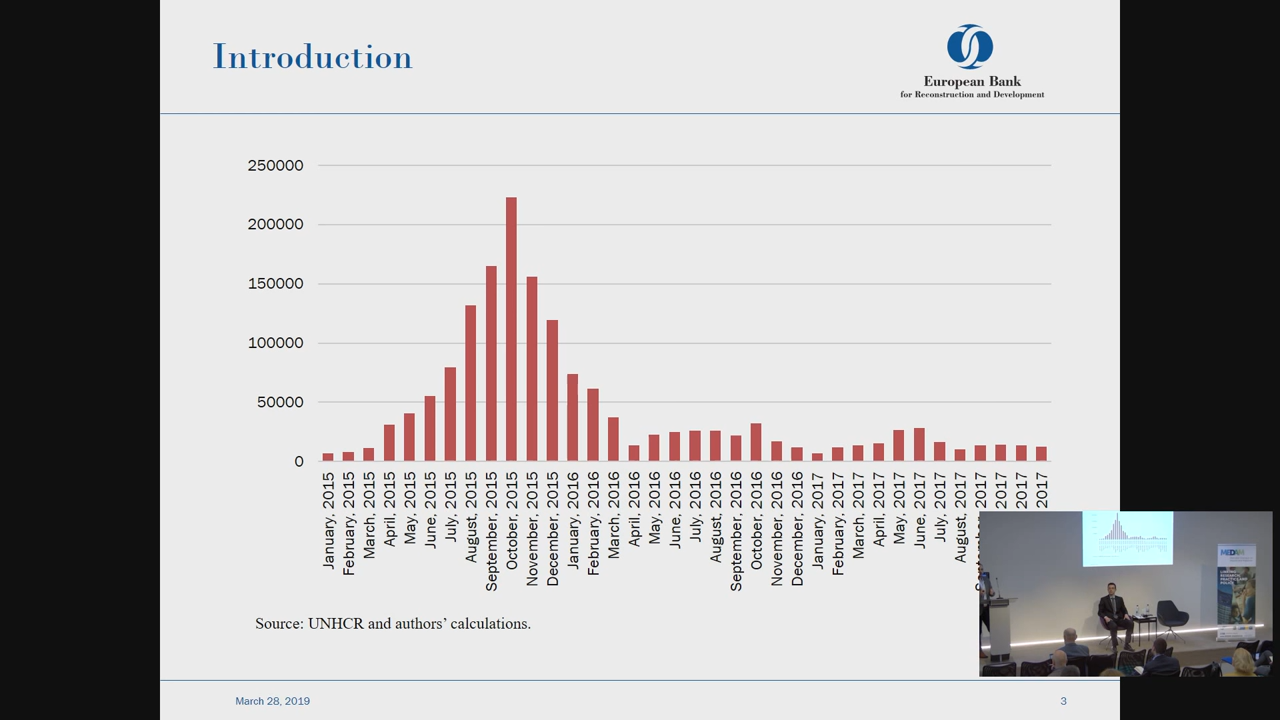 Introduction
European Bank
for Reconstruction and Development
250000
200000
150000
100000
50000
0
January, 2015
February, 2015
March, 2015
April, 2015
May, 2015
June, 2015
July, 2015
August, 2015
September, 2015
October, 2015
November, 2015
December, 2015
January, 2016
February, 2016
March, 2016
April, 2016
May, 2016
June, 2016
July, 2016
August, 2016
September, 2016
October, 2016
November, 2016
December, 2016
January, 2017
February, 2017
March, 2017
April, 2017
May, 2017
June, 2017
July, 2017
August, 2017
2017
2017
2017
2017
MEDAM
Source: UNHCR and authors’ calculations.
March 28, 2019
3